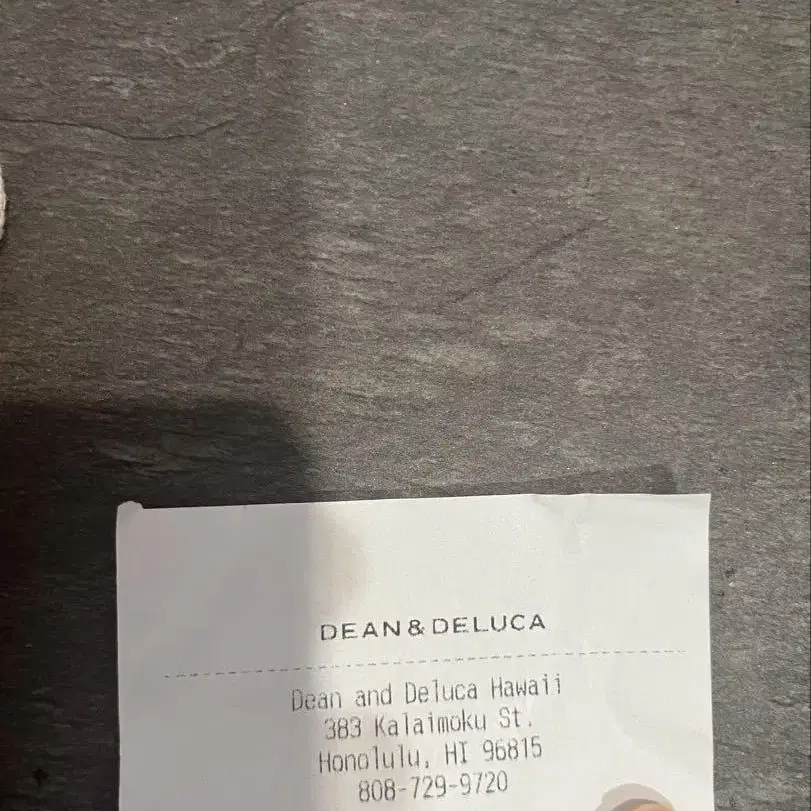 DEAN & DELUCA
Dean and Deluca Hawaii
383 Kalaimoku St.
Honolulu, HI 96815
808-729-9720